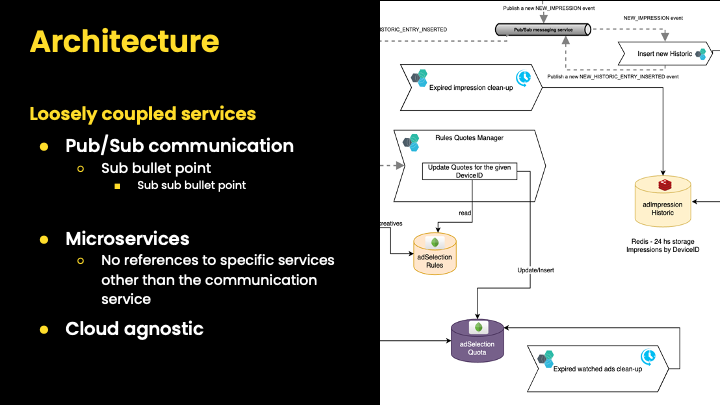 Architecture
Loosely coupled services
Pub/Sub communication
Sub bullet point
Sub sub bullet point
Microservices
No references to specific services
other than the communication
service
Cloud agnostic
Publish a new NEW_IMPRESSION event
NEW_IMPRESSION event
ISTORIC_ENTRY_INSERTED
Pub/Sub messaging service
Insert new Historic
Publish a new NEW_HISTORIC_ENTRY_INSERTED event
Expired impression clean-up
Rules Quotes Manager
Update Quotes for the given
DeviceID
adImpression
Historic
read
creatives
Redis - 24 hs storage
Impressions by DeviceID
adSelection
Rules
Update/Insert
adSelection
Quota
Expired watched ads clean-up